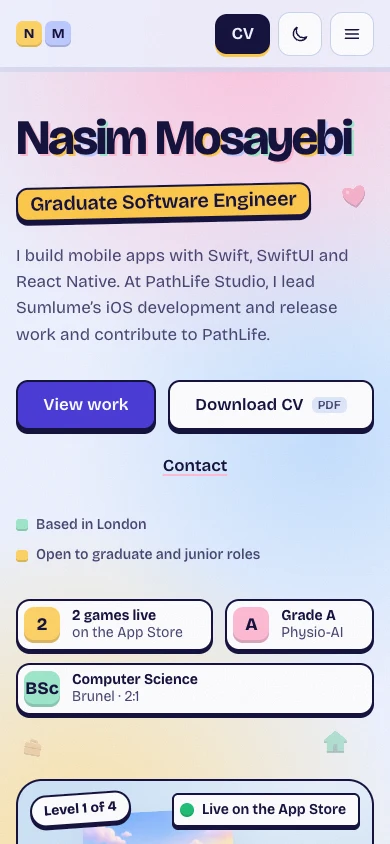 N M CV
Nasim Mosayebi
Graduate Software Engineer
I build mobile apps with Swift, SwiftUI and
React Native. At PathLife Studio, I lead
Sumlume’s iOS development and release
work and contribute to PathLife.
View work
Download CV PDF
Contact
Based in London
Open to graduate and junior roles
2
2 games live
on the App Store
A
Grade A
Physio-AI
BSc
Computer Science
Brunel · 2:1
Level 1 of 4
Live on the App Store